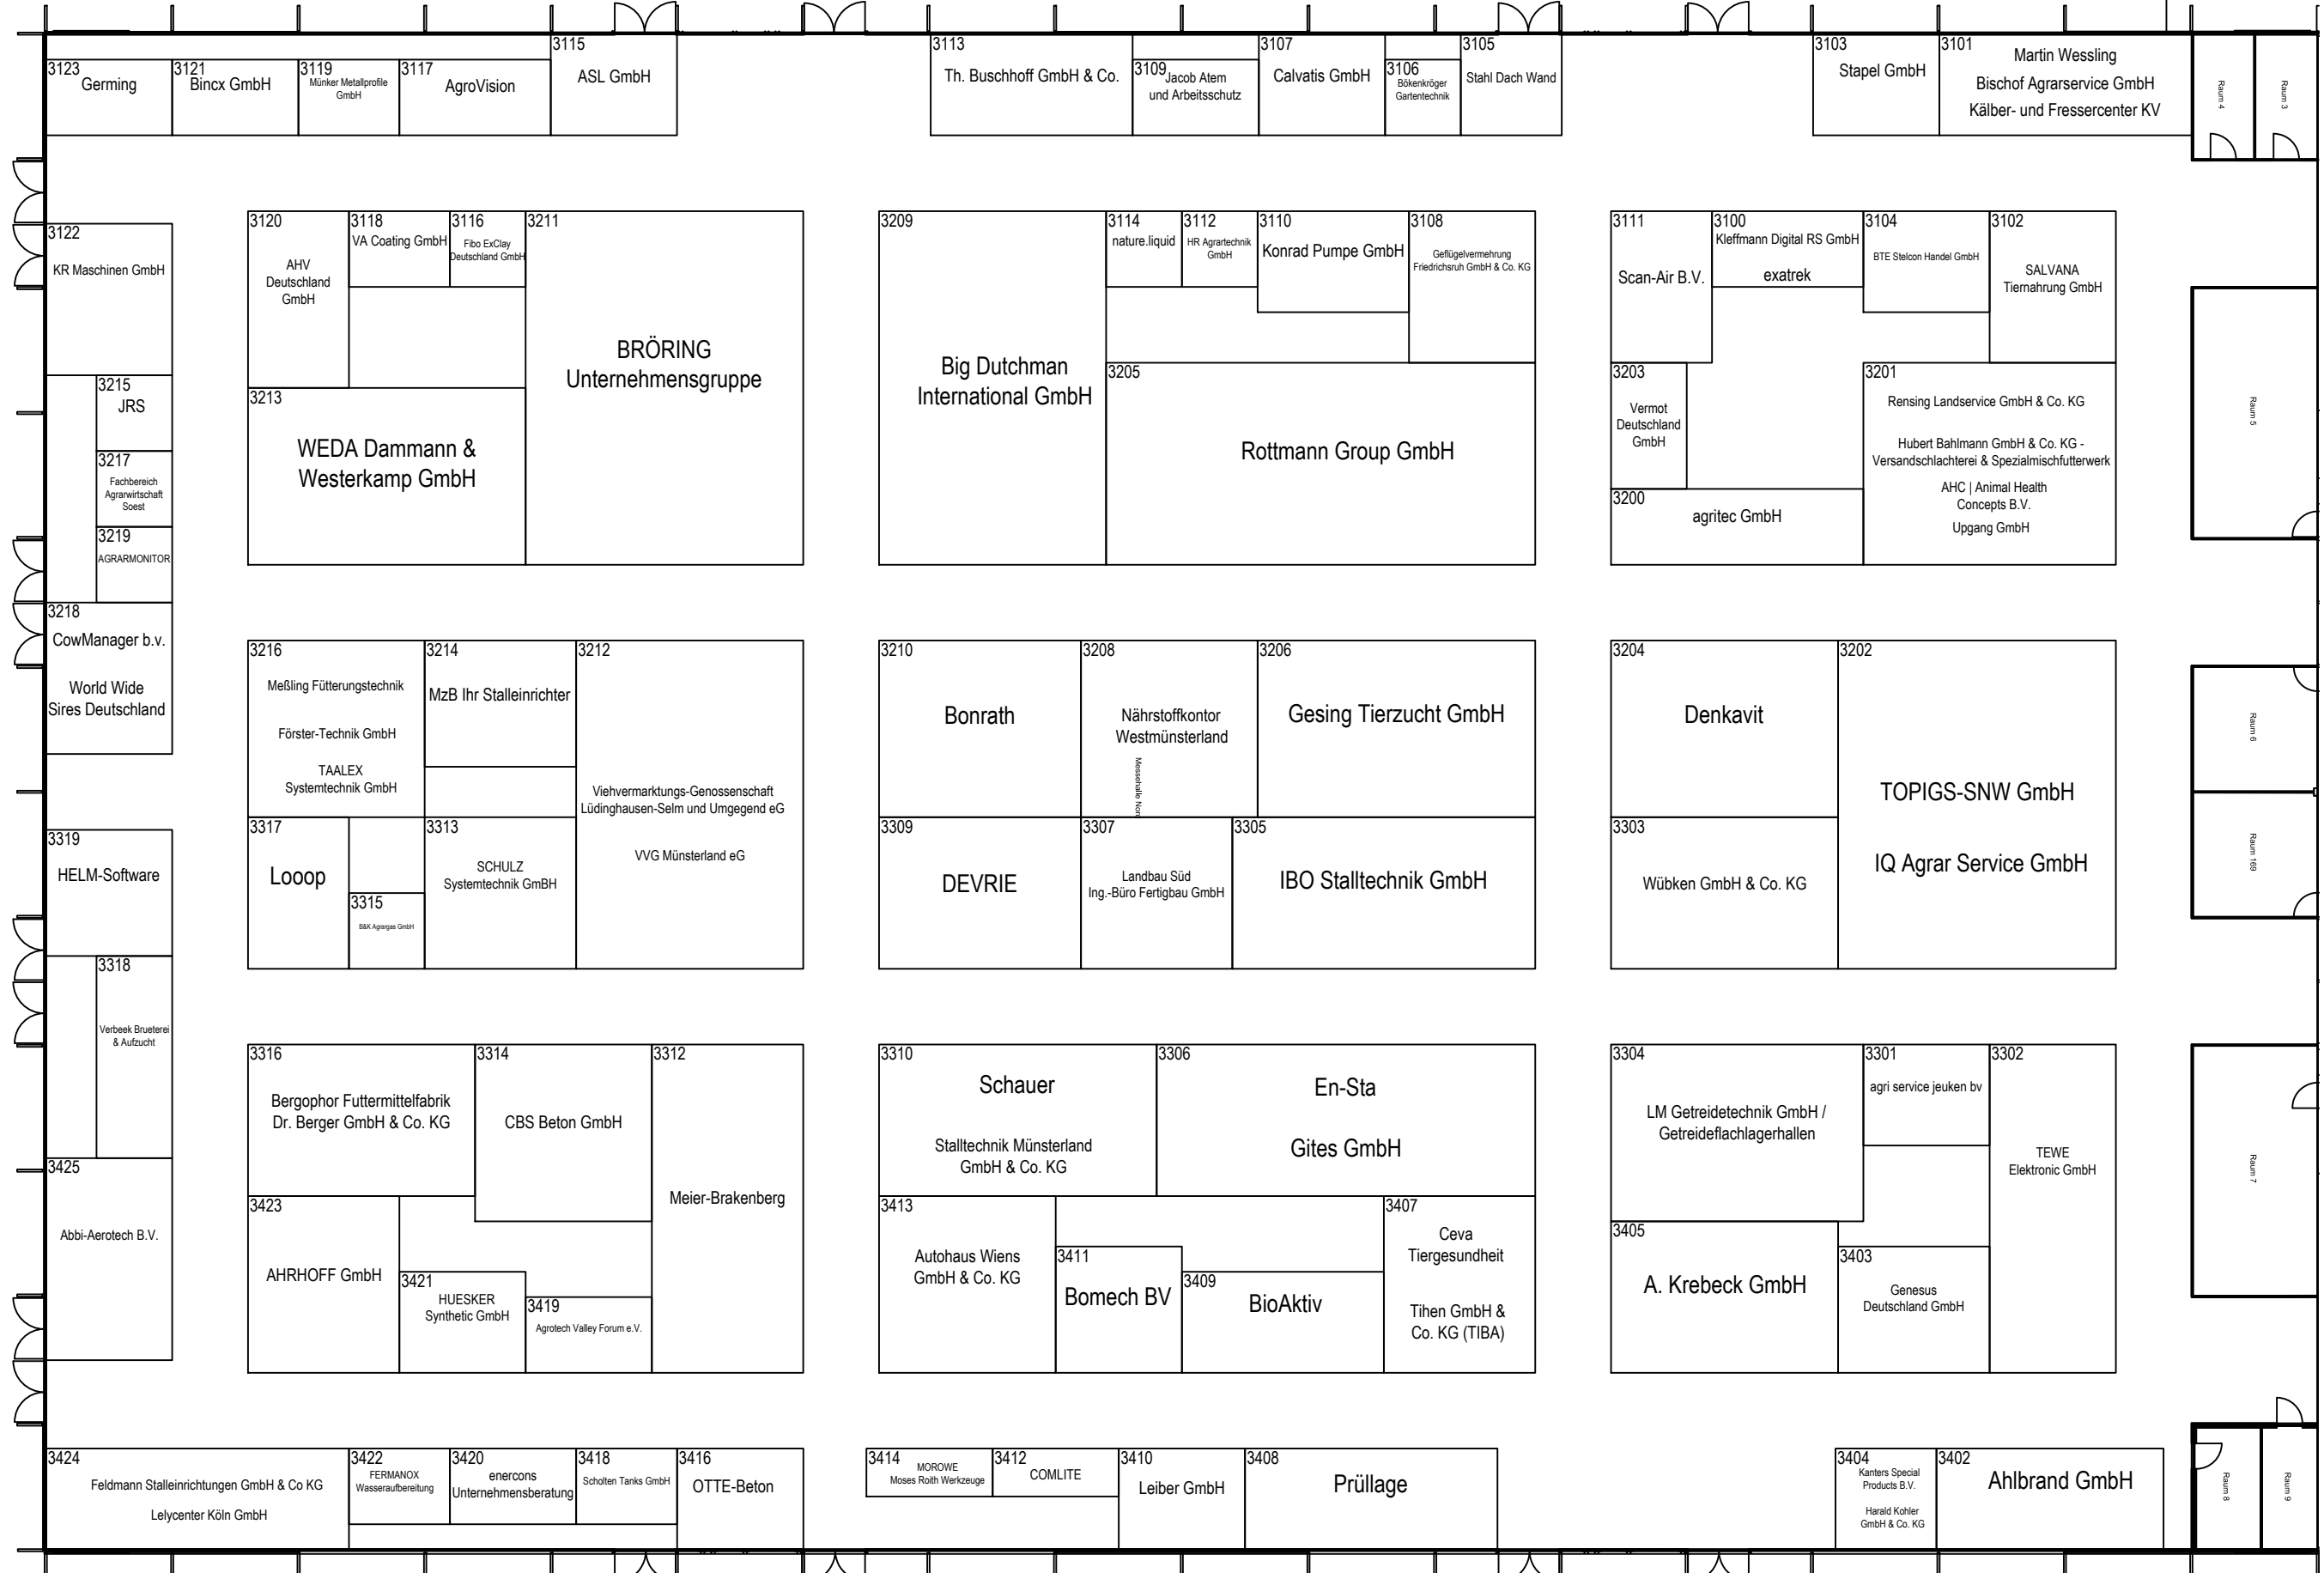 3123
Germing
3121
Bincx GmbH
3119
Münker Metallprofile
GmbH
3117
AgroVision
3115
ASL GmbH
3113
Th. Buschhoff GmbH & Co.
3109
Jacob Atem
und Arbeitsschutz
3107
Calvatis GmbH
3106
Bökenkröger
Gartentechnik
3105
Stahl Dach Wand
3103
Stapel GmbH
3101
Martin Wessling
Bischof Agrarservice GmbH
Kälber- und Fressercenter KV
Raum 4
Raum 3
3122
KR Maschinen GmbH
3120
AHV
Deutschland
GmbH
3118
VA Coating GmbH
3116
Fibo ExClay
Deutschland GmbH
3211
BRÖRING
Unternehmensgruppe
3213
WEDA Dammann &
Westerkamp GmbH
3209
Big Dutchman
International GmbH
3114
nature.liquid
3112
HR Agrartechnik
GmbH
3110
Konrad Pumpe GmbH
3108
Geflügelvermehrung
Friedrichsruh GmbH & Co. KG
3205
Rottmann Group GmbH
3111
Scan-Air B.V.
3100
Kleffmann Digital RS GmbH
exatrek
3104
BTE Stelcon Handel GmbH
3102
SALVANA
Tiernahrung GmbH
3203
Vermot
Deutschland
GmbH
3200
agritec GmbH
3201
Rensing Landservice GmbH & Co. KG
Hubert Bahlmann GmbH & Co. KG -
Versandschlachterei & Spezialmischfutterwerk
AHC | Animal Health
Concepts B.V.
Upgang GmbH
Raum 5
3215
JRS
3217
Fachbereich
Agrarwirtschaft
Soest
3219
AGRARMONITOR
3218
CowManager b.v.
World Wide
Sires Deutschland
3216
Meßling Fütterungstechnik
Förster-Technik GmbH
TAALEX
Systemtechnik GmbH
3214
MzB Ihr Stalleinrichter
3212
Viehvermarktungs-Genossenschaft
Lüdinghausen-Selm und Umgegend eG
VVG Münsterland eG
3317
Looop
3315
B&K Agrargas GmbH
3313
SCHULZ
Systemtechnik GmBH
3210
Bonrath
3208
Nährstoffkontor
Westmünsterland
Messehalle Nord
3206
Gesing Tierzucht GmbH
3309
DEVRIE
3307
Landbau Süd
Ing.-Büro Fertigbau GmbH
3305
IBO Stalltechnik GmbH
3204
Denkavit
3202
TOPIGS-SNW GmbH
IQ Agrar Service GmbH
3303
Wübken GmbH & Co. KG
Raum 6
Raum 169
3319
HELM-Software
3318
Verbeek Brueterei
& Aufzucht
3425
Abbi-Aerotech B.V.
3316
Bergophor Futtermittelfabrik
Dr. Berger GmbH & Co. KG
3314
CBS Beton GmbH
3312
Meier-Brakenberg
3423
AHRHOFF GmbH
3421
HUESKER
Synthetic GmbH
3419
Agrotech Valley Forum e.V.
3310
Schauer
Stalltechnik Münsterland
GmbH & Co. KG
3306
En-Sta
Gites GmbH
3413
Autohaus Wiens
GmbH & Co. KG
3411
Bomech BV
3409
BioAktiv
3407
Ceva
Tiergesundheit
Tihen GmbH &
Co. KG (TIBA)
3304
LM Getreidetechnik GmbH /
Getreideflachlagerhallen
3301
agri service jeuken bv
3302
TEWE
Elektronic GmbH
3405
A. Krebeck GmbH
3403
Genesus
Deutschland GmbH
Raum 7
3424
Feldmann Stalleinrichtungen GmbH & Co KG
Lelycenter Köln GmbH
3422
FERMANOX
Wasseraufbereitung
3420
enercons
Unternehmensberatung
3418
Scholten Tanks GmbH
3416
OTTE-Beton
3414
MOROWE
Moses Roith Werkzeuge
3412
COMLITE
3410
Leiber GmbH
3408
Prüllage
3404
Kanters Special
Products B.V.
Harald Kohler
GmbH & Co. KG
3402
Ahlbrand GmbH
Raum 8
Raum 9